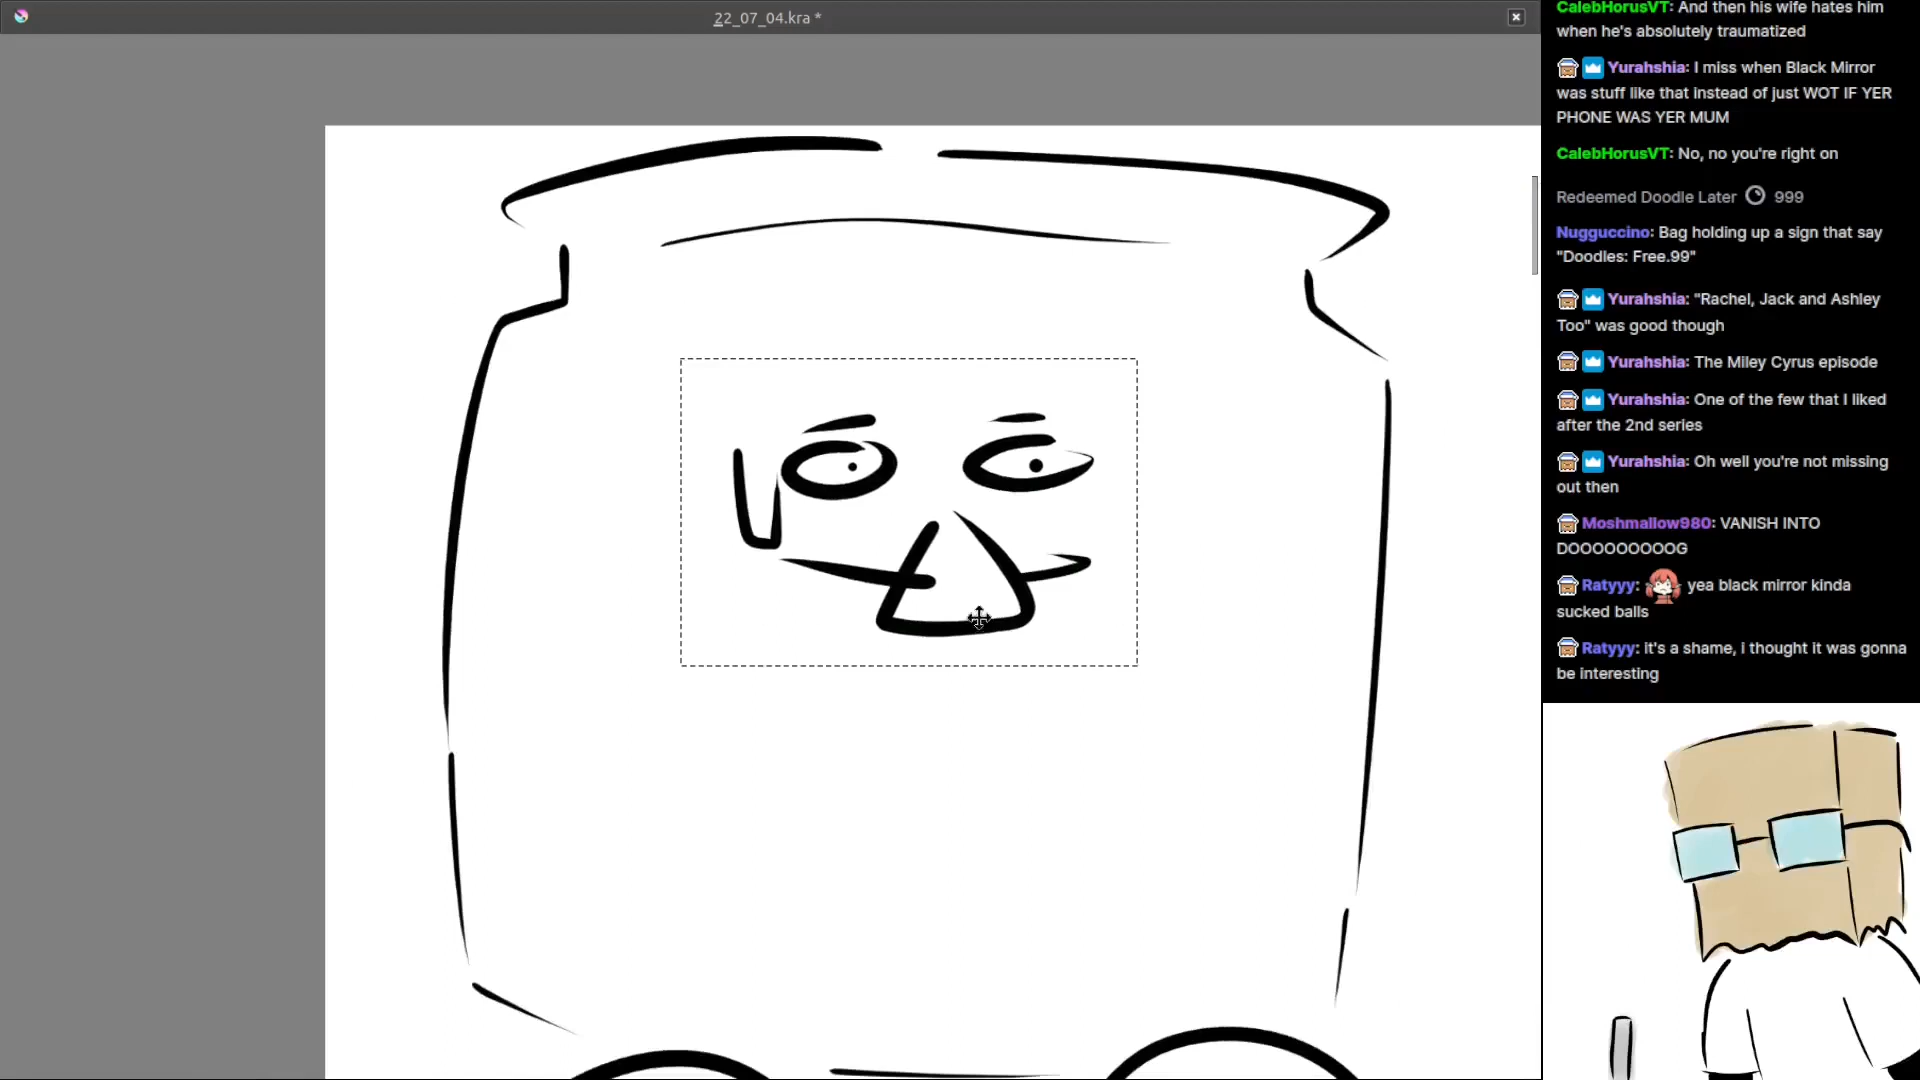 22_07_04.kra *
CalebHorusVT: And then his wife hates him
when he's absolutely traumatized
Yurahshia: I miss when Black Mirror
was stuff like that instead of just WOT IF YER
PHONE WAS YER MUM
CalebHorusVT: No, no you're right on
Redeemed Doodle Later 999
Nugguccino: Bag holding up a sign that say
"Doodles: Free.99"
Yurahshia: "Rachel, Jack and Ashley
Too" was good though
Yurahshia: The Miley Cyrus episode
Yurahshia: One of the few that I liked
after the 2nd series
Yurahshia: Oh well you're not missing
out then
Moshmallow980: VANISH INTO
DOOOOOOOOOG
Ratyyy: yea black mirror kinda
sucked balls
Ratyyy: it's a shame, i thought it was gonna
be interesting